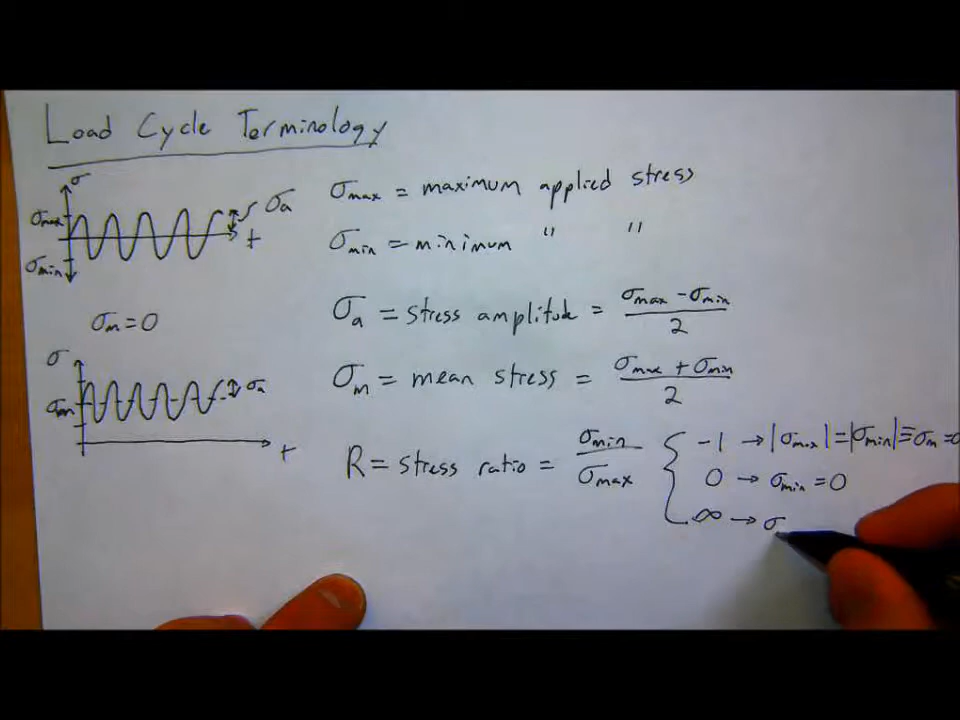 Load Cycle Terminology
σ
σmax
σa
t
σmin
σm = 0
σ
σm
σa
t
σmax = maximum applied stress
σmin = minimum " "
σa = stress amplitude = (σmax - σmin) / 2
σm = mean stress = (σmax + σmin) / 2
R = stress ratio = σmin / σmax
-1 → |σmax| = |σmin| ≡ σm = 0
0 → σmin = 0
∞ → σ